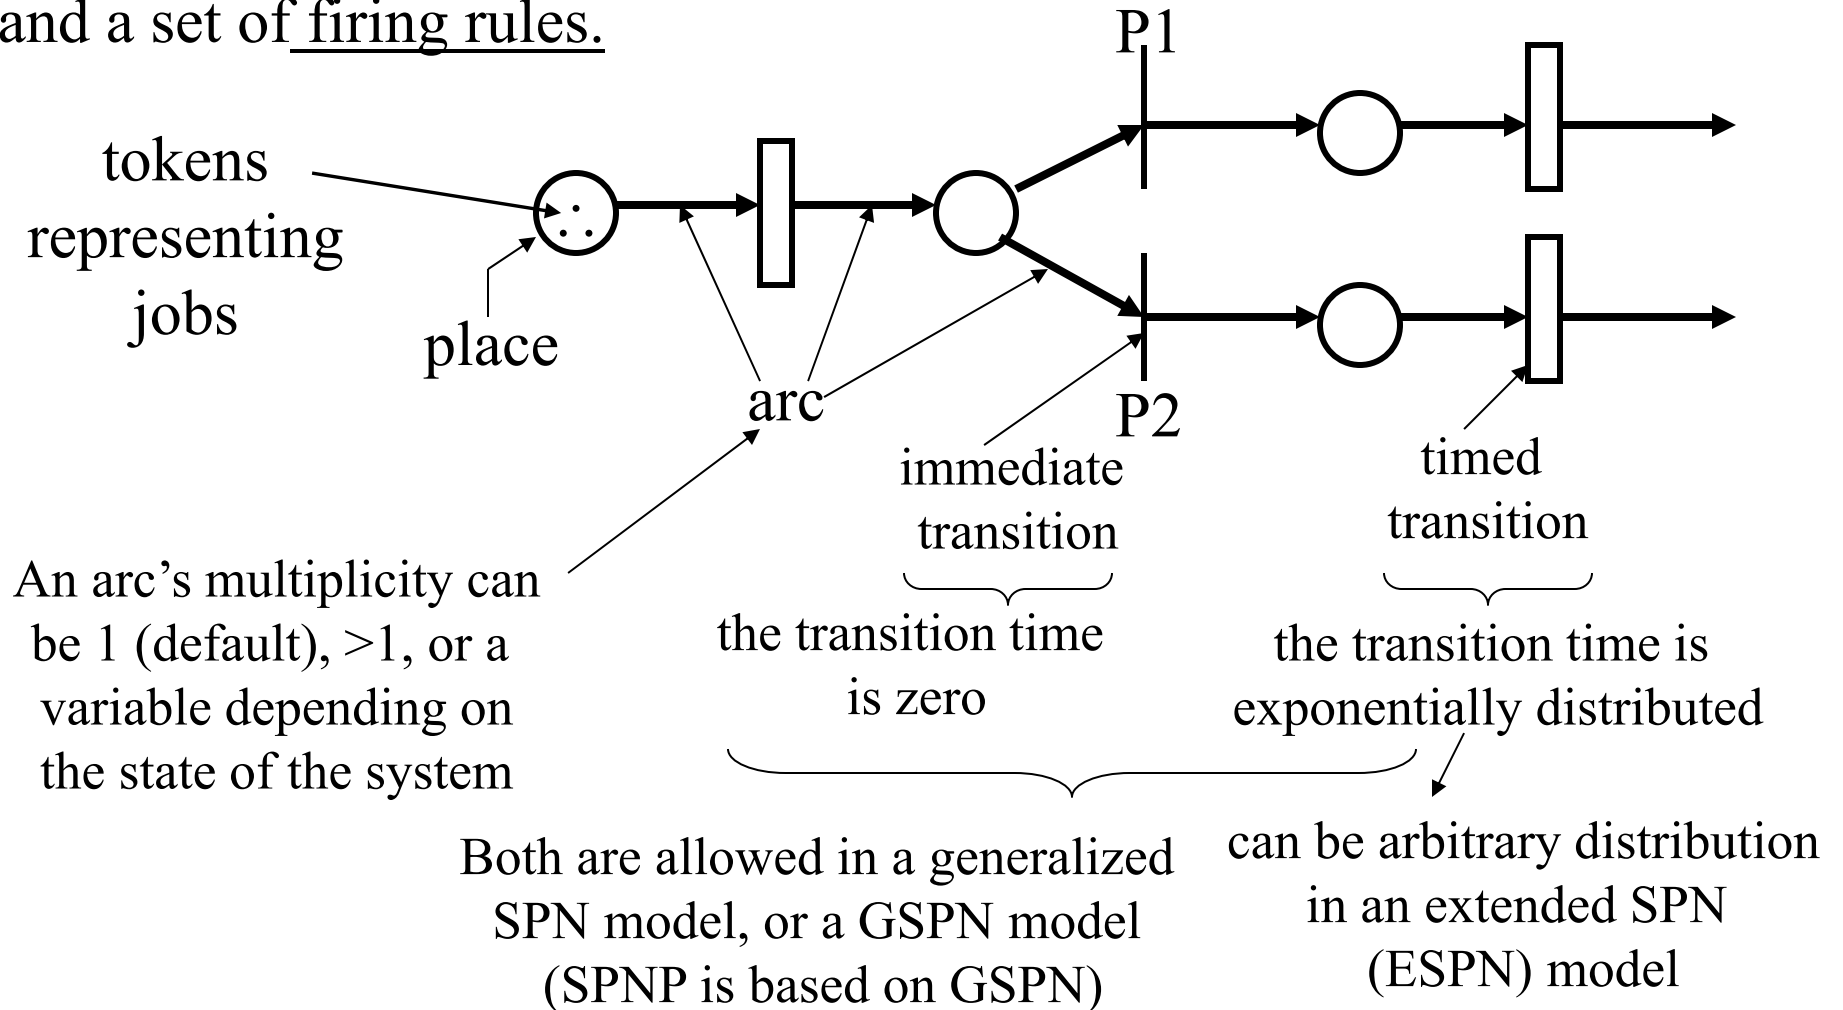 and a set of firing rules.
P1
tokens
representing
jobs
place
arc
P2
immediate
transition
timed
transition
An arc’s multiplicity can
be 1 (default), >1, or a
variable depending on
the state of the system
the transition time
is zero
the transition time is
exponentially distributed
Both are allowed in a generalized
SPN model, or a GSPN model
(SPNP is based on GSPN)
can be arbitrary distribution
in an extended SPN
(ESPN) model